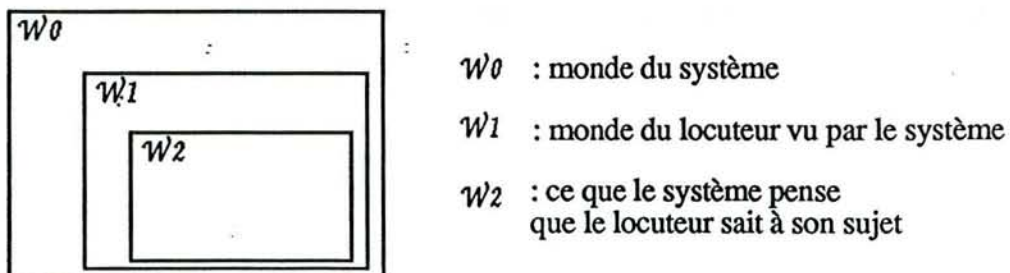 W0
W1
W2
W0 : monde du système
W1 : monde du locuteur vu par le système
W2 : ce que le système pense
que le locuteur sait à son sujet